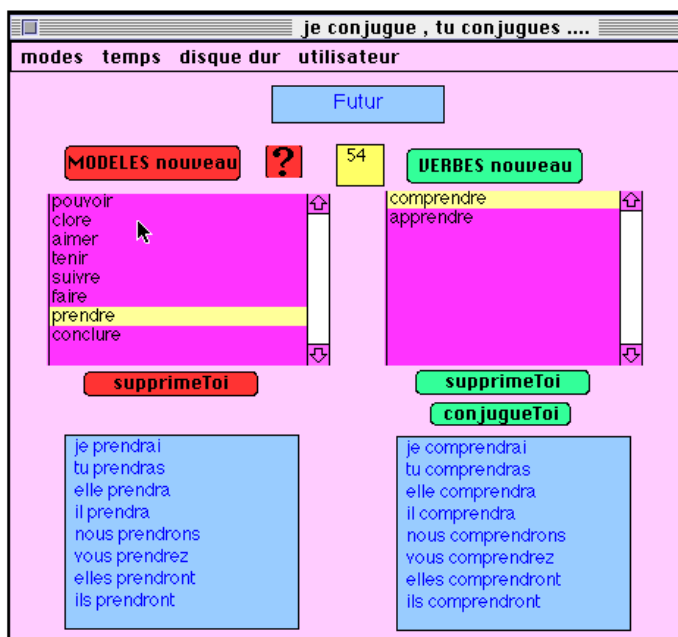 je conjugue , tu conjugues ....
modes temps disque dur utilisateur
Futur
MODELES nouveau
?
54
VERBES nouveau
pouvoir
clore
aimer
tenir
suivre
faire
prendre
conclure
comprendre
apprendre
supprimeToi
supprimeToi
conjugueToi
je prendrai
tu prendras
elle prendra
il prendra
nous prendrons
vous prendrez
elles prendront
ils prendront
je comprendrai
tu comprendras
elle comprendra
il comprendra
nous comprendrons
vous comprendrez
elles comprendront
ils comprendront